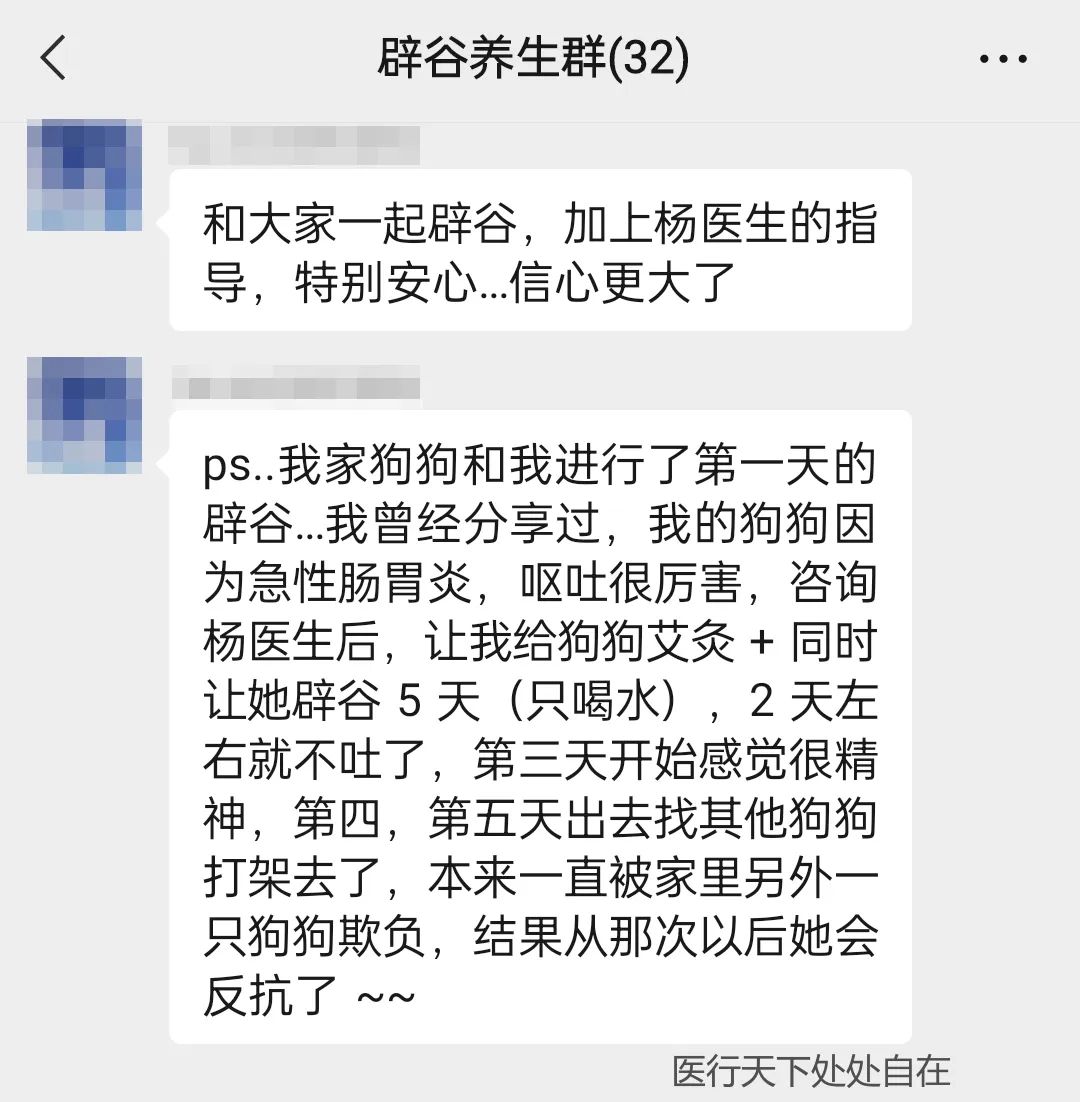 辟谷养生群(32)
和大家一起辟谷，加上杨医生的指
导，特别安心...信心更大了
ps..我家狗狗和我进行了第一天的
辟谷...我曾经分享过，我的狗狗因
为急性肠胃炎，呕吐很厉害，咨询
杨医生后，让我给狗狗艾灸 + 同时
让她辟谷 5 天（只喝水），2 天左
右就不吐了，第三天开始感觉很精
神，第四，第五天出去找其他狗狗
打架去了，本来一直被家里另外一
只狗狗欺负，结果从那次以后她会
反抗了 ~~
医行天下处处自在